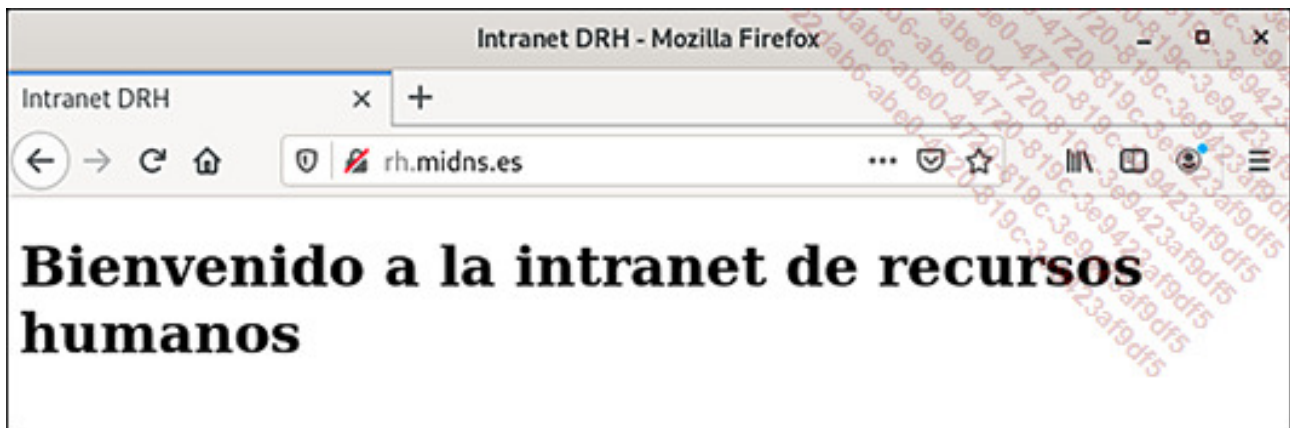 Intranet DRH - Mozilla Firefox
Intranet DRH
rh.midns.es
Bienvenido a la intranet de recursos
humanos